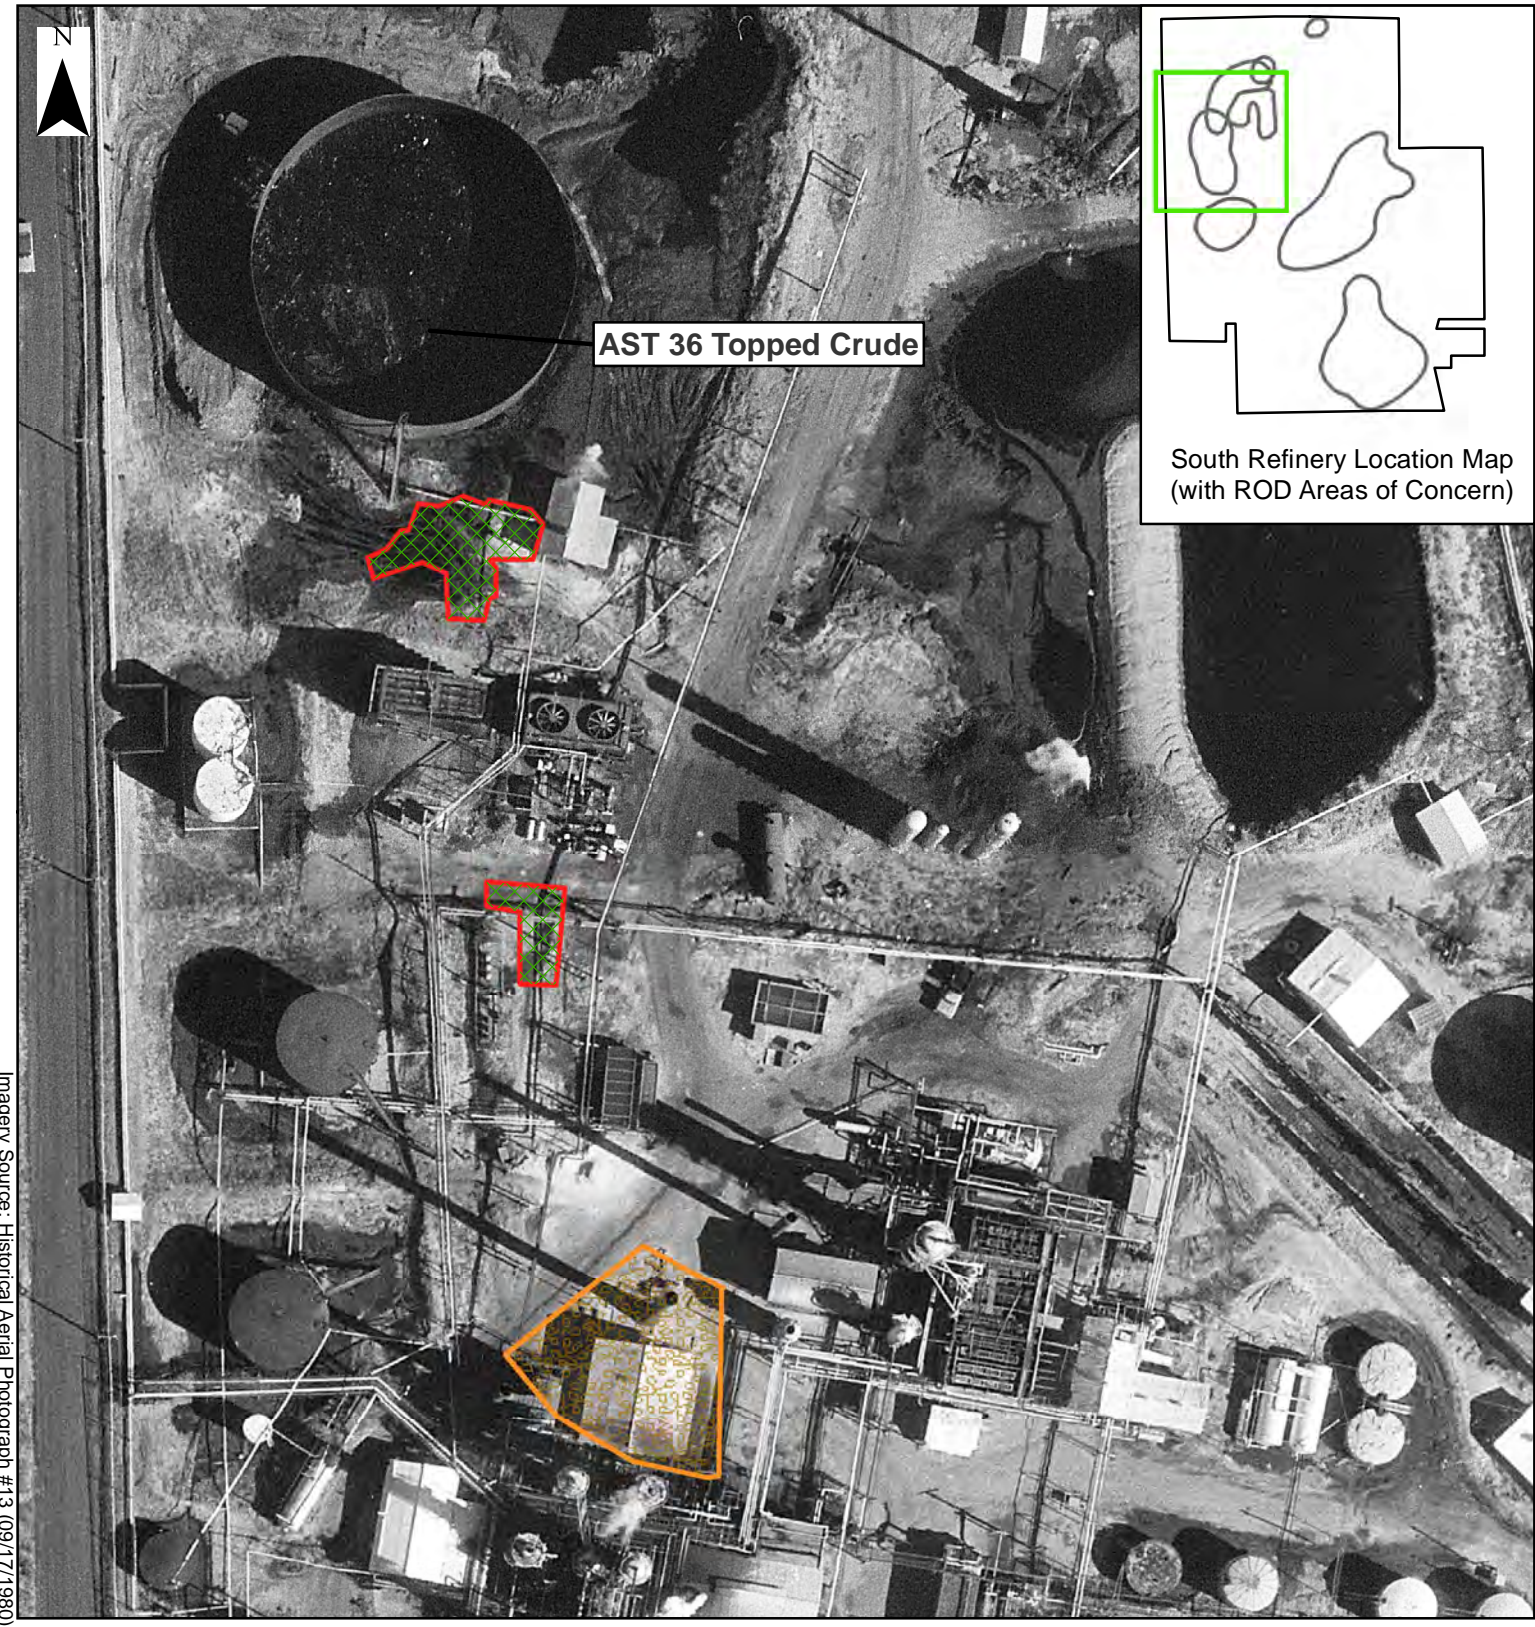 N
AST 36 Topped Crude
South Refinery Location Map
(with ROD Areas of Concern)
Imagery Source: Historical Aerial Photograph #13 (09/17/1980)